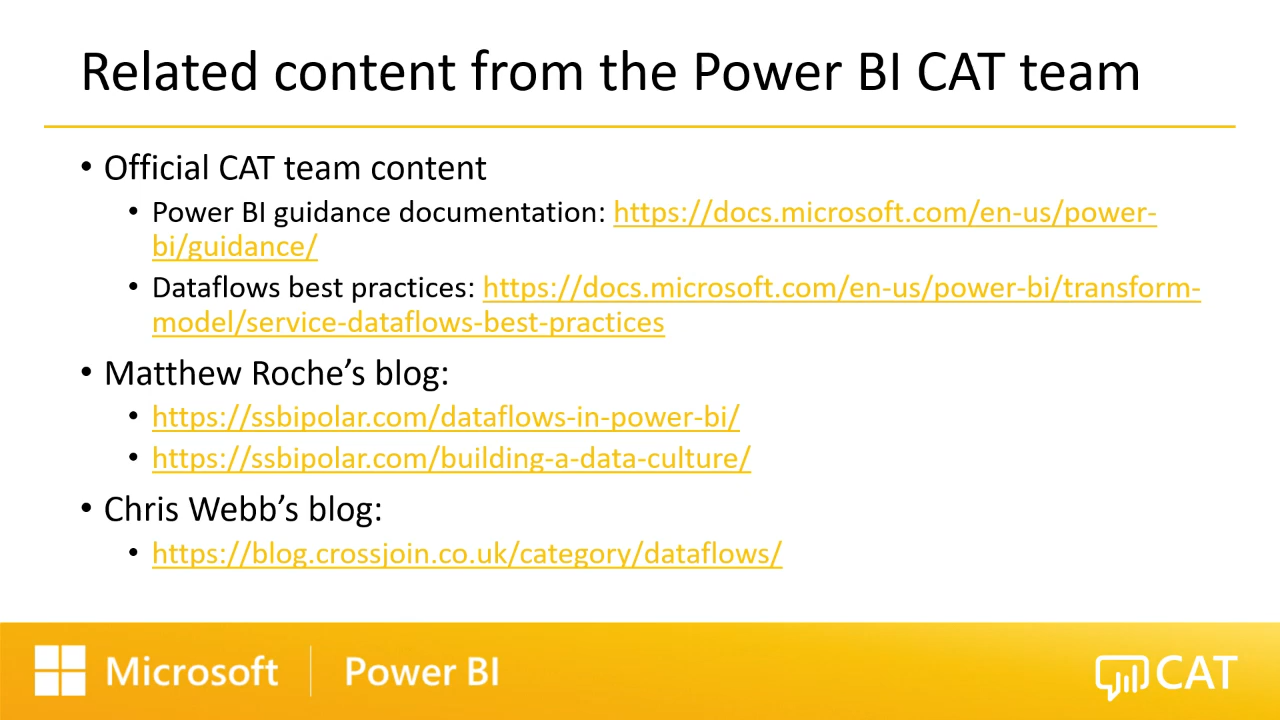 Related content from the Power BI CAT team
• Official CAT team content
• Power BI guidance documentation: https://docs.microsoft.com/en-us/power-
bi/guidance/
• Dataflows best practices: https://docs.microsoft.com/en-us/power-bi/transform-
model/service-dataflows-best-practices
• Matthew Roche’s blog:
• https://ssbipolar.com/dataflows-in-power-bi/
• https://ssbipolar.com/building-a-data-culture/
• Chris Webb’s blog:
• https://blog.crossjoin.co.uk/category/dataflows/
Microsoft | Power BI CAT